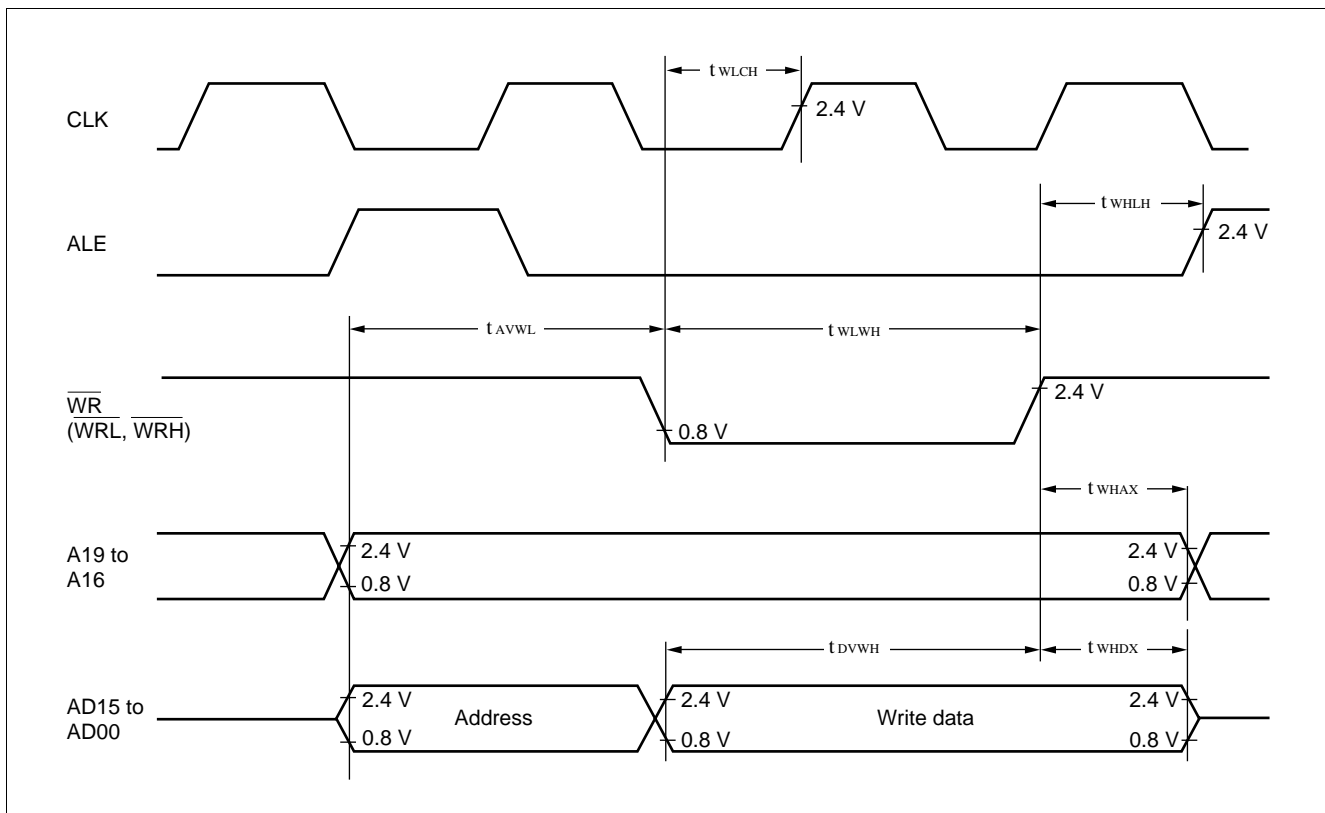 t WLCH
CLK
2.4 V
t WHLH
ALE
2.4 V
t AVWL
t WLWH
WR
(WRL, WRH)
2.4 V
0.8 V
t WHAX
A19 to
A16
2.4 V
0.8 V
2.4 V
0.8 V
t DVWH
t WHDX
AD15 to
AD00
2.4 V
Address
0.8 V
2.4 V
Write data
0.8 V
2.4 V
0.8 V